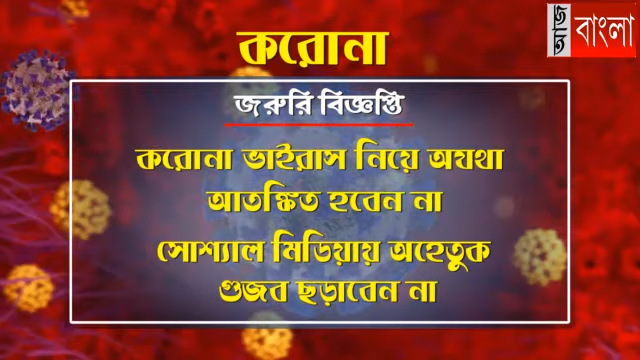 করোনা
আজ বাংলা
জরুরি বিজ্ঞপ্তি
করোনা ভাইরাস নিয়ে অযথা
আতঙ্কিত হবেন না
সোশ্যাল মিডিয়ায় অহেতুক
গুজব ছড়াবেন না